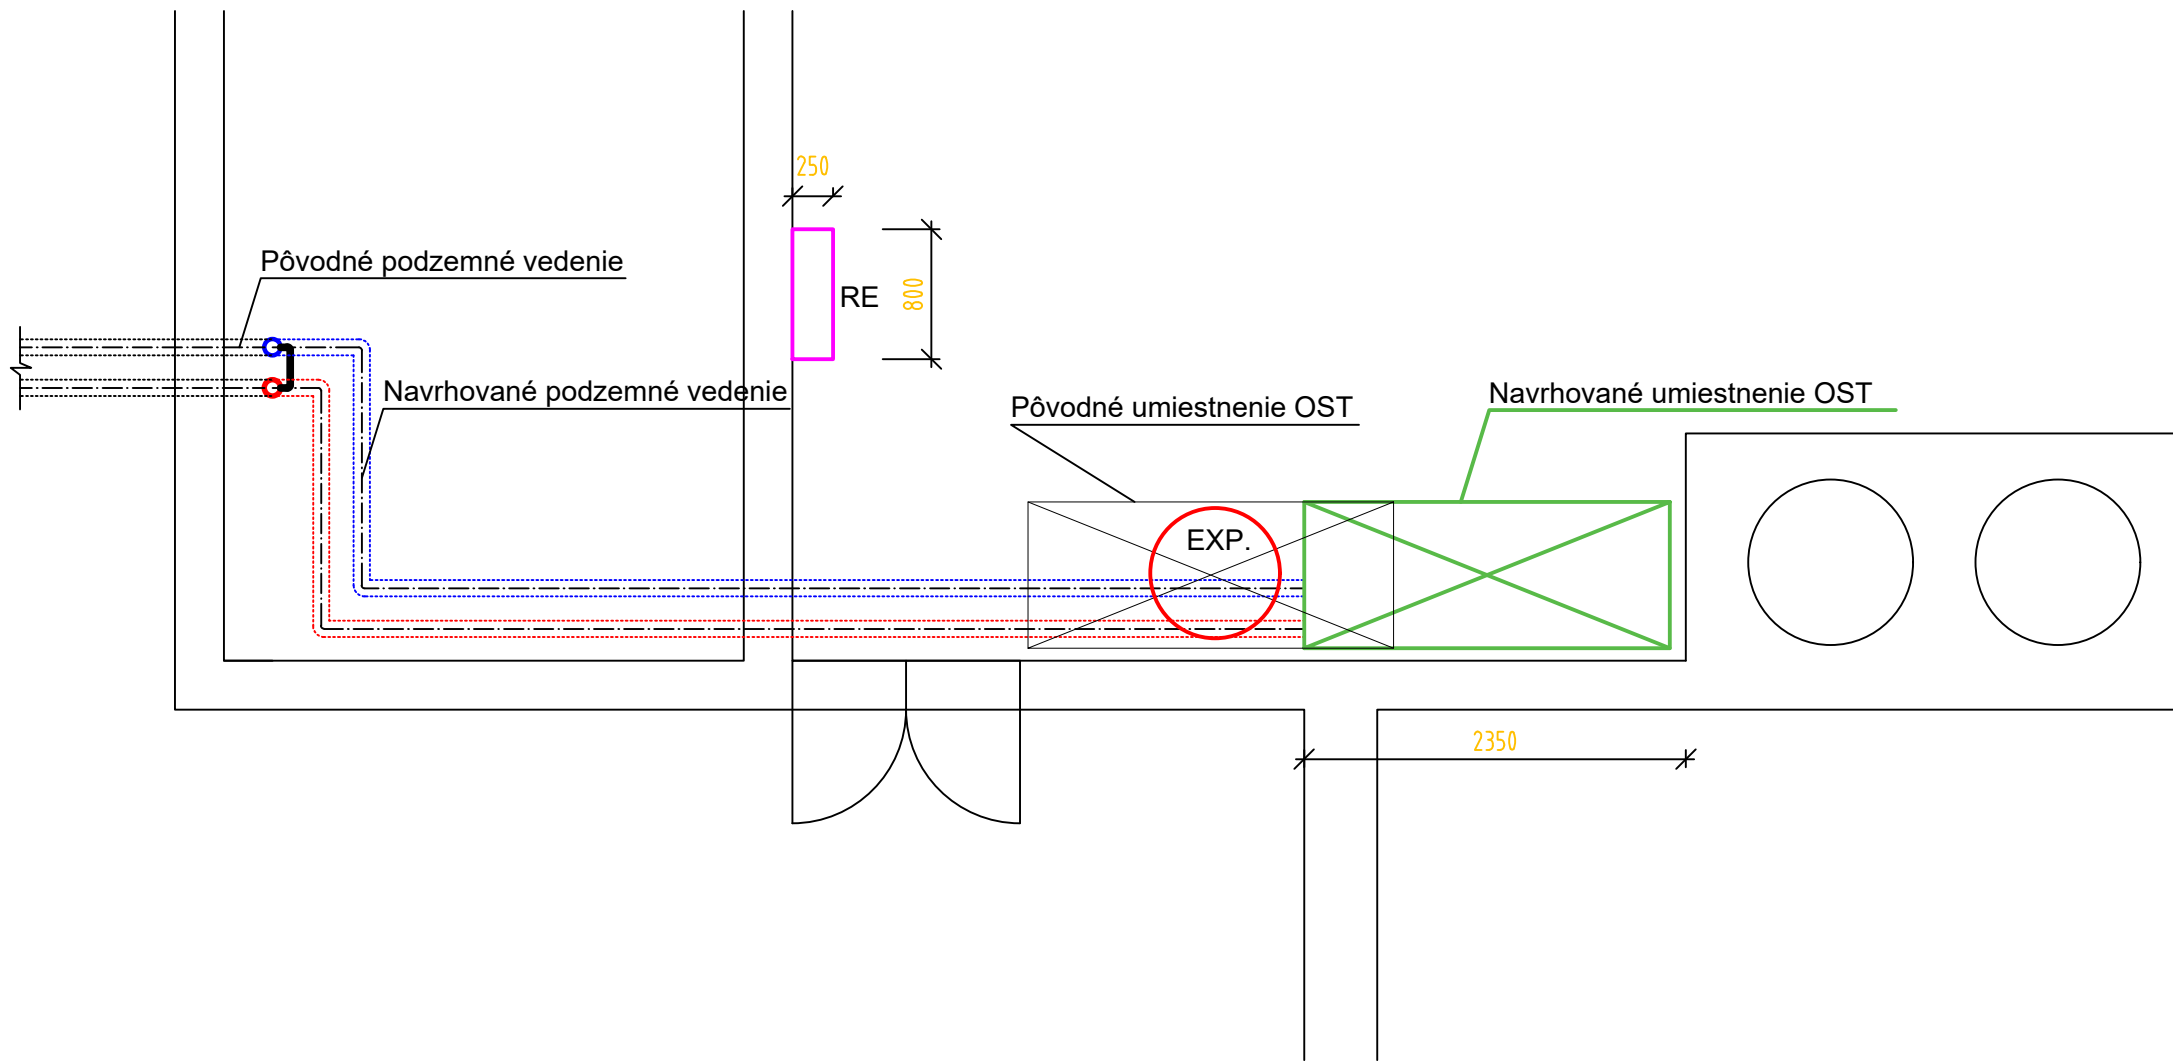 250
Pôvodné podzemné vedenie
RE
800
Navrhované podzemné vedenie
Pôvodné umiestnenie OST
Navrhované umiestnenie OST
EXP.
2350